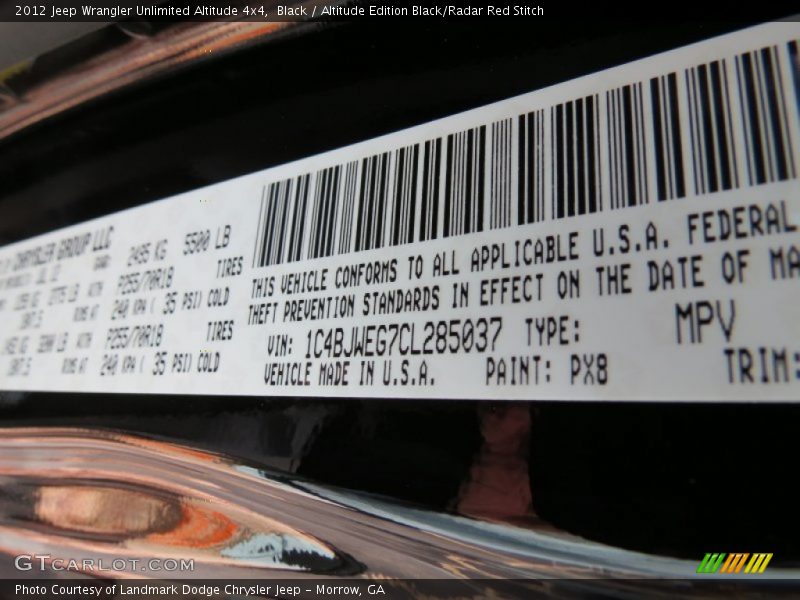 2012 Jeep Wrangler Unlimited Altitude 4x4, Black / Altitude Edition Black/Radar Red Stitch
CHRYSLER GROUP LLC
2495 KG 5500 LB
P255/70R18 TIRES
240 KPA ( 35 PSI) COLD
P255/70R18 TIRES
240 KPA ( 35 PSI) COLD
THIS VEHICLE CONFORMS TO ALL APPLICABLE U.S.A. FEDERAL
THEFT PREVENTION STANDARDS IN EFFECT ON THE DATE OF MA
VIN: 1C4BJWEG7CL285037 TYPE: MPV
VEHICLE MADE IN U.S.A. PAINT: PX8 TRIM:
GTCARLOT.COM
Photo Courtesy of Landmark Dodge Chrysler Jeep - Morrow, GA